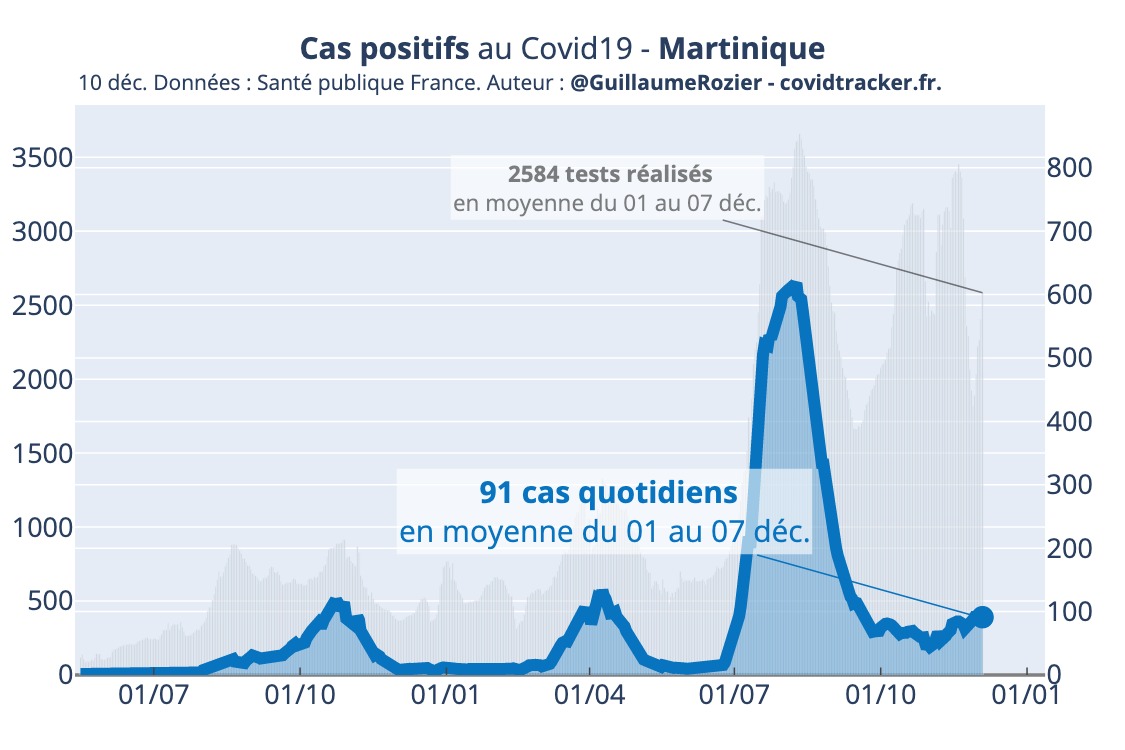 Cas positifs au Covid19 - Martinique
10 déc. Données : Santé publique France. Auteur : @GuillaumeRozier - covidtracker.fr.
3500
3000
2500
2000
1500
1000
500
0
2584 tests réalisés
en moyenne du 01 au 07 déc.
91 cas quotidiens
en moyenne du 01 au 07 déc.
800
700
600
500
400
300
200
100
0
01/07 01/10 01/01 01/04 01/07 01/10 01/01